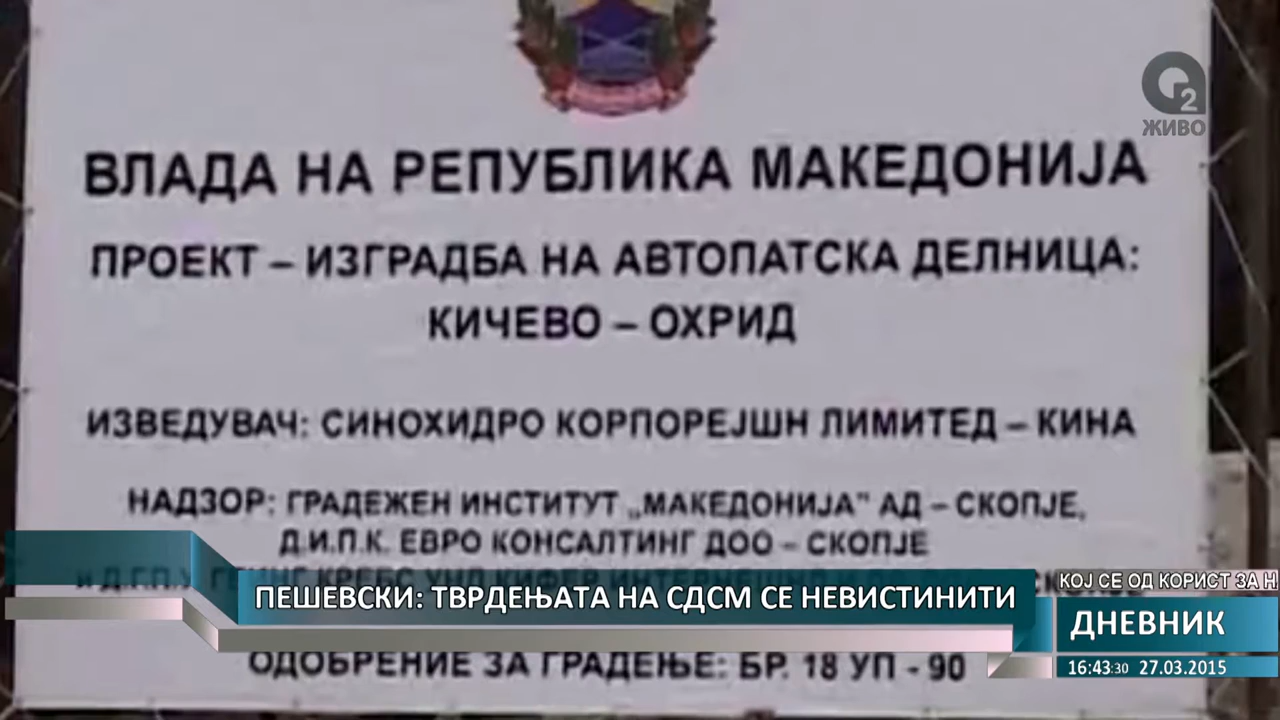 2
ЖИВО
ВЛАДА НА РЕПУБЛИКА МАКЕДОНИЈА
ПРОЕКТ – ИЗГРАДБА НА АВТОПАТСКА ДЕЛНИЦА:
КИЧЕВО – ОХРИД
ИЗВЕДУВАЧ: СИНОХИДРО КОРПОРЕЈШН ЛИМИТЕД – КИНА
НАДЗОР: ГРАДЕЖЕН ИНСТИТУТ „МАКЕДОНИЈА" АД – СКОПЈЕ,
Д.И.П.К. ЕВРО КОНСАЛТИНГ ДОО – СКОПЈЕ
ПЕШЕВСКИ: ТВРДЕЊАТА НА СДСМ СЕ НЕВИСТИНИТИ
КОЈ СЕ ОД КОРИСТ ЗА Н
ДНЕВНИК
16:43:30 27.03.2015
ОДОБРЕНИЕ ЗА ГРАДЕЊЕ: БР. 18 УП - 90